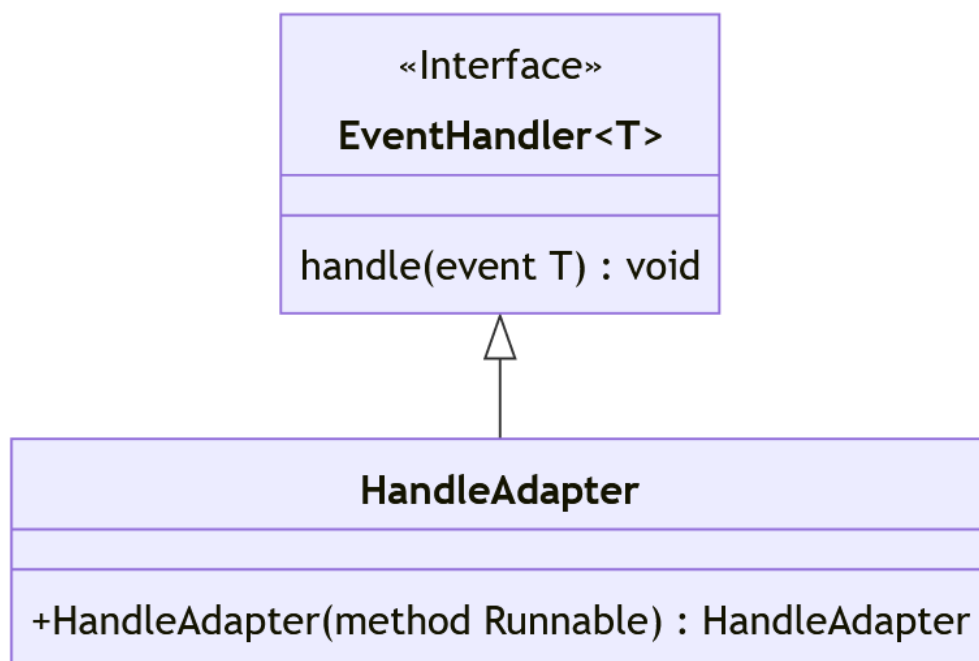 «Interface»
EventHandler<T>
handle(event T) : void
HandleAdapter
+HandleAdapter(method Runnable) : HandleAdapter